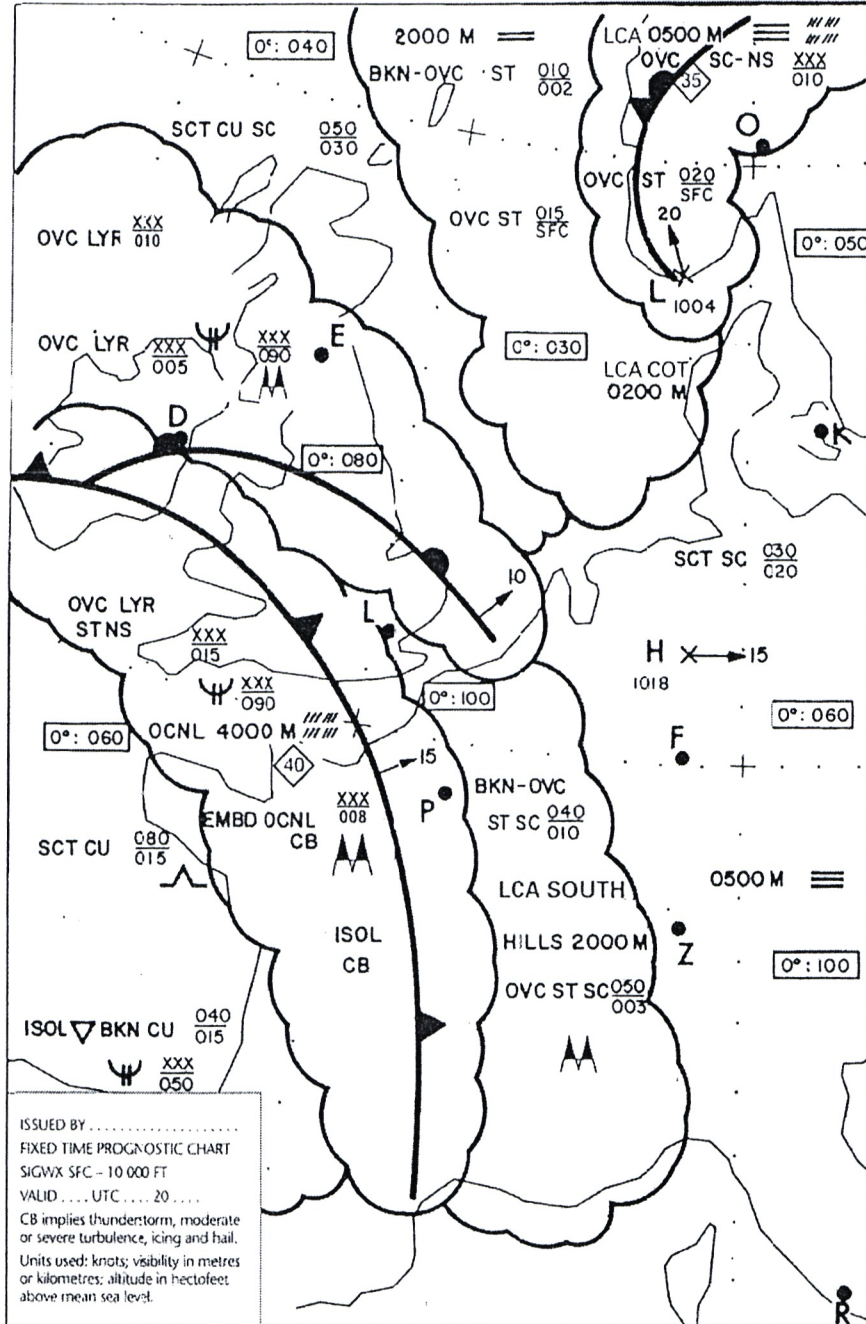 0°: 040
2000 M
BKN-OVC ST 010
002
LCA 0500 M
OVC SC-NS XXX
010
35
O
SCT CU SC 050
030
OVC ST 020
SFC
20
OVC LYR XXX
010
OVC ST 015
SFC
0°: 050
L
1004
OVC LYR XXX
005
XXX
090
E
0°: 030
LCA COT
0200 M
D
K
0°: 080
SCT SC 030
020
10
OVC LYR
ST NS
XXX
015
L
H
15
1018
XXX
090
0°: 100
0°: 060
OCNL 4000 M
0°: 060
40
15
F
BKN-OVC
ST SC 040
010
P
EMBD OCNL
CB
XXX
008
SCT CU 080
015
LCA SOUTH
HILLS 2000 M
0500 M
Z
ISOL
CB
0°: 100
OVC ST SC 050
003
ISOL BKN CU 040
015
XXX
050
ISSUED BY ....................
FIXED TIME PROGNOSTIC CHART
SIGWX SFC – 10 000 FT
VALID .... UTC .... 20 ....
CB implies thunderstorm, moderate
or severe turbulence, icing and hail.
Units used: knots; visibility in metres
or kilometres; altitude in hectofeet
above mean sea level.
R